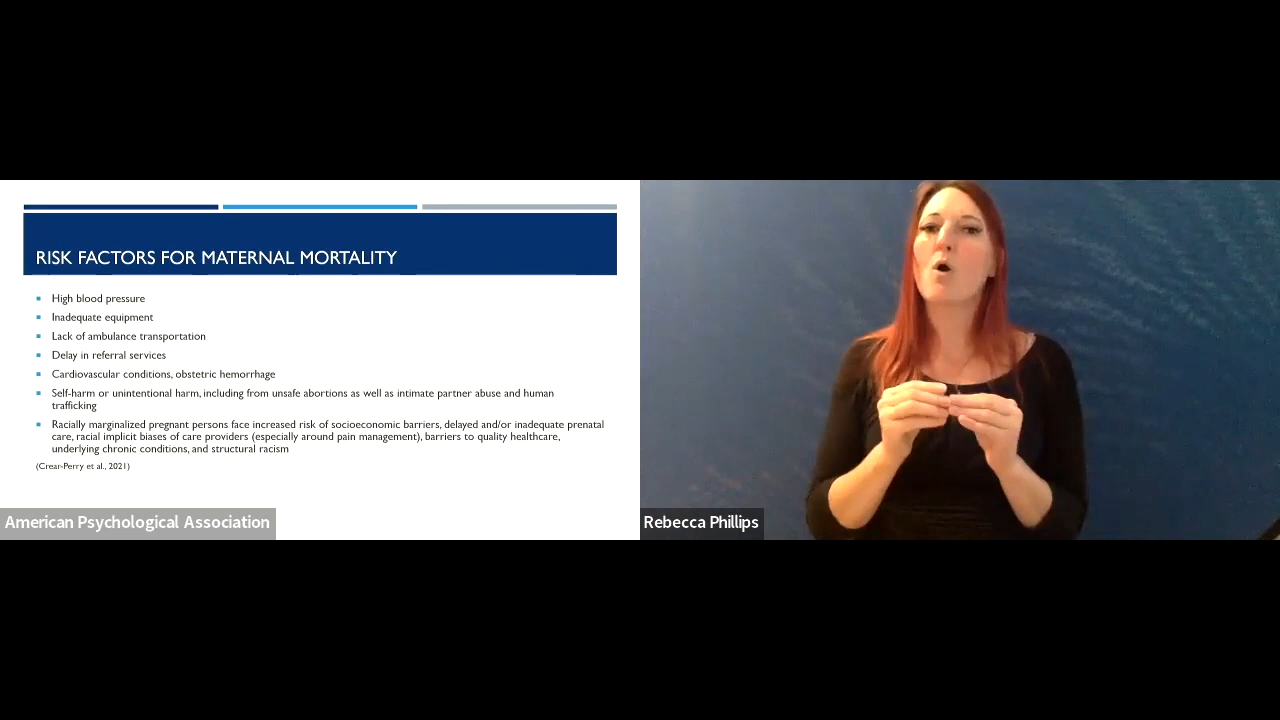 RISK FACTORS FOR MATERNAL MORTALITY
High blood pressure
Inadequate equipment
Lack of ambulance transportation
Delay in referral services
Cardiovascular conditions, obstetric hemorrhage
Self-harm or unintentional harm, including from unsafe abortions as well as intimate partner abuse and human
trafficking
Racially marginalized pregnant persons face increased risk of socioeconomic barriers, delayed and/or inadequate prenatal
care, racial implicit biases of care providers (especially around pain management), barriers to quality healthcare,
underlying chronic conditions, and structural racism
(Crear-Perry et al., 2021)
American Psychological Association
Rebecca Phillips